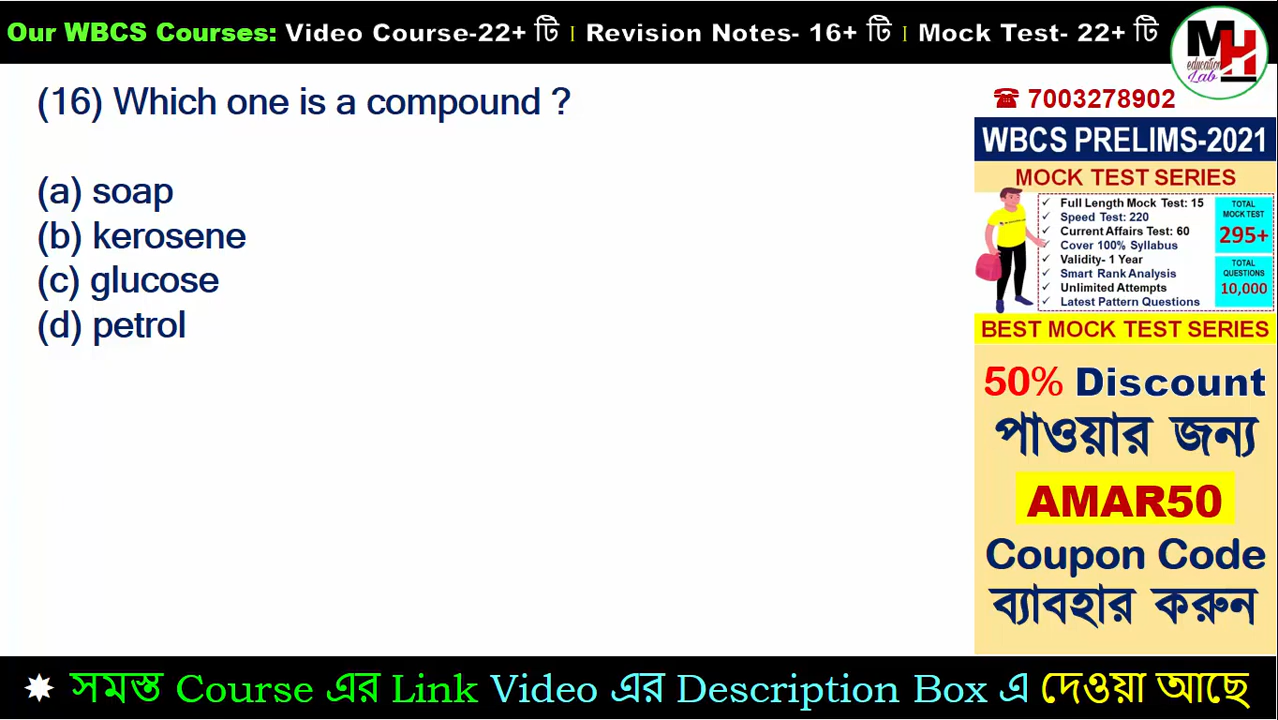 Our WBCS Courses: Video Course-22+ টি । Revision Notes- 16+ টি । Mock Test- 22+ টি
MH
education
Lab
(16) Which one is a compound ?
(a) soap
(b) kerosene
(c) glucose
(d) petrol
☎ 7003278902
WBCS PRELIMS-2021
MOCK TEST SERIES
✓ Full Length Mock Test: 15
✓ Speed Test: 220
✓ Current Affairs Test: 60
✓ Cover 100% Syllabus
✓ Validity- 1 Year
✓ Smart Rank Analysis
✓ Unlimited Attempts
✓ Latest Pattern Questions
TOTAL
MOCK TEST
295+
TOTAL
QUESTIONS
10,000
BEST MOCK TEST SERIES
50% Discount
পাওয়ার জন্য
AMAR50
Coupon Code
ব্যাবহার করুন
✸ সমস্ত Course এর Link Video এর Description Box এ দেওয়া আছে